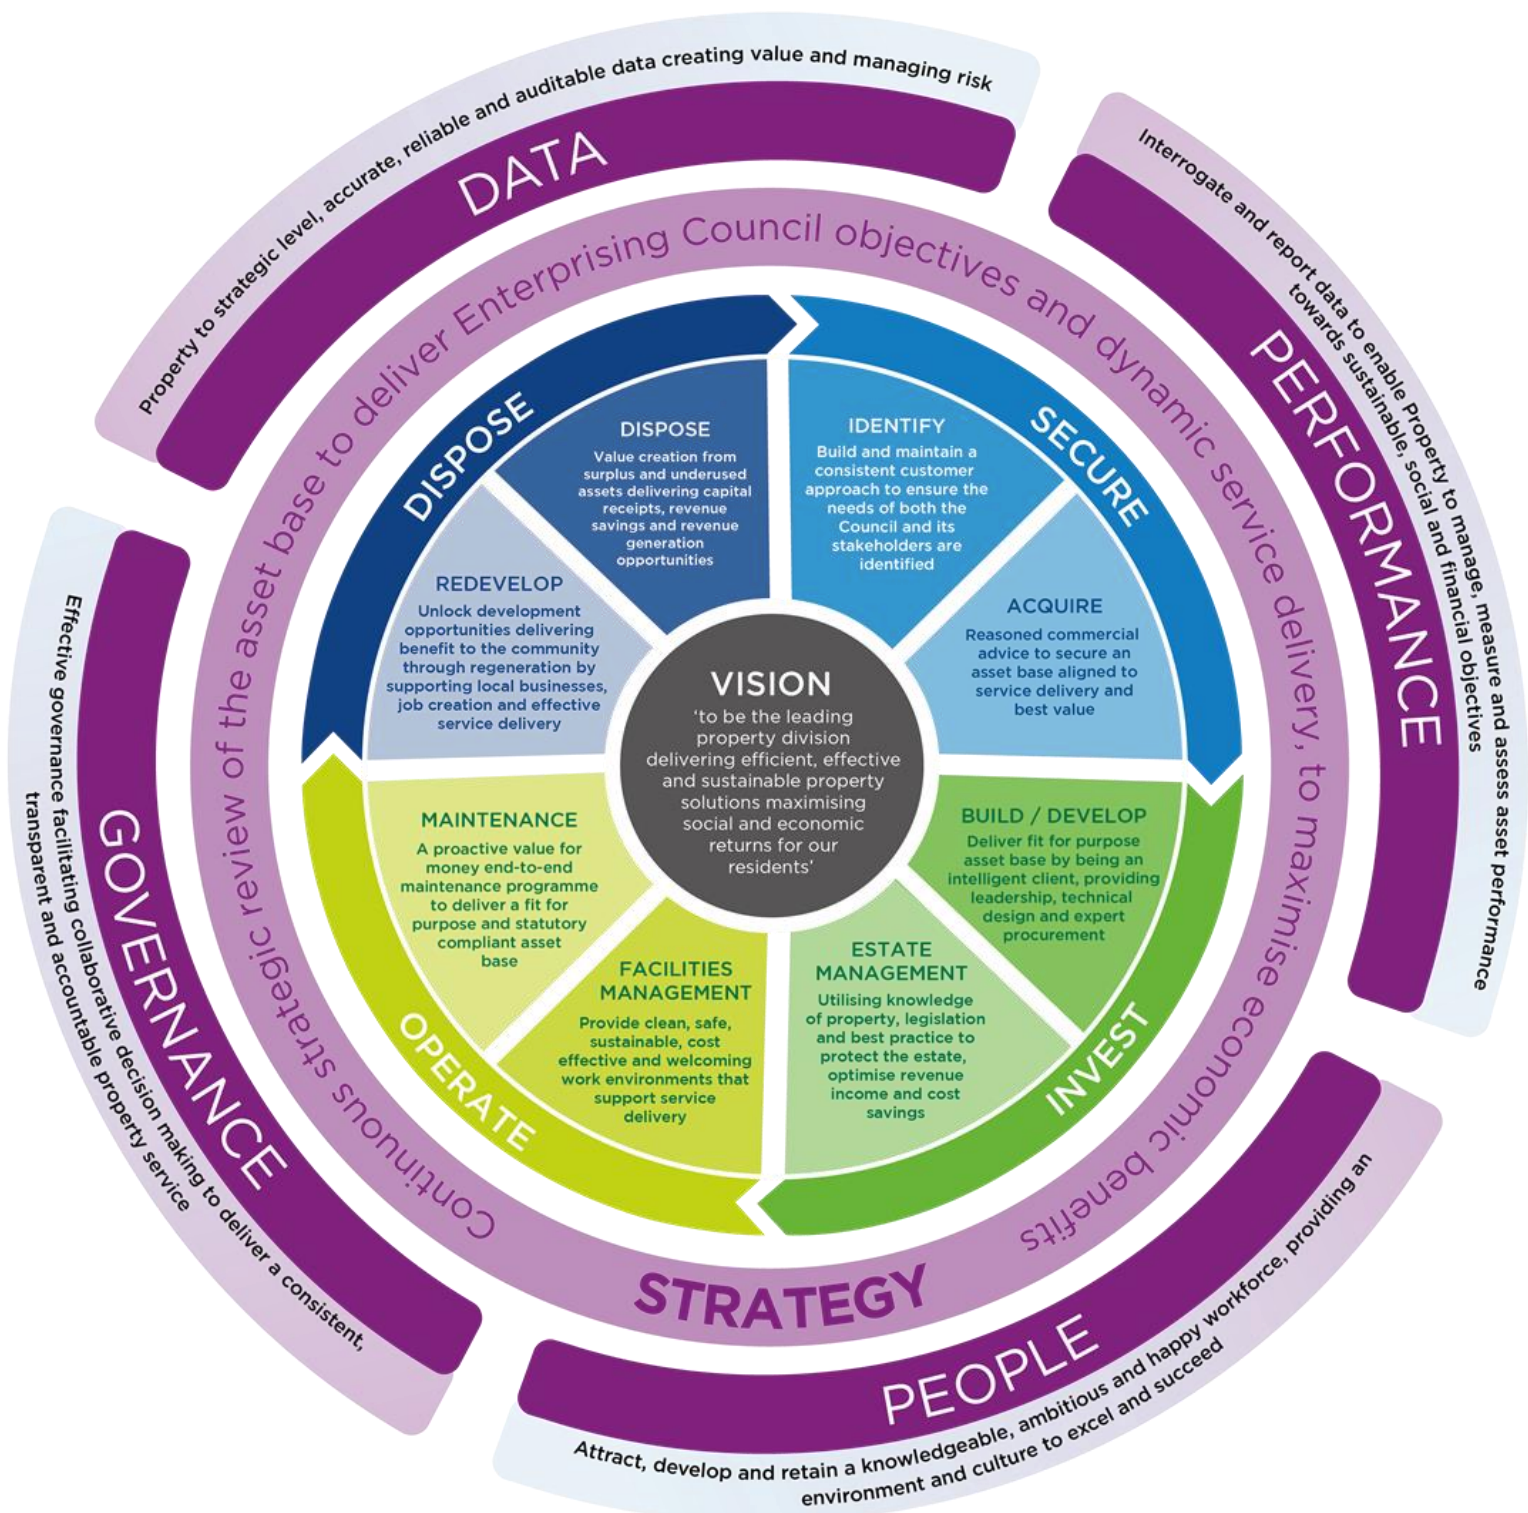 Property to strategic level, accurate, reliable and auditable data creating value and managing risk
DATA
Interrogate and report data to enable Property to manage, measure and assess asset performance
towards sustainable, social and financial objectives
PERFORMANCE
Attract, develop and retain a knowledgeable, ambitious and happy workforce, providing an
environment and culture to excel and succeed
PEOPLE
Effective governance facilitating collaborative decision making to deliver a consistent,
transparent and accountable property service
GOVERNANCE
Continuous strategic review of the asset base to deliver Enterprising Council objectives and dynamic service delivery, to maximise economic benefits
STRATEGY
SECURE
IDENTIFY
Build and maintain a
consistent customer
approach to ensure the
needs of both the
Council and its
stakeholders are
identified
ACQUIRE
Reasoned commercial
advice to secure an
asset base aligned to
service delivery and
best value
INVEST
BUILD / DEVELOP
Deliver fit for purpose
asset base by being an
intelligent client, providing
leadership, technical
design and expert
procurement
ESTATE
MANAGEMENT
Utilising knowledge
of property, legislation
and best practice to
protect the estate,
optimise revenue
income and cost
savings
OPERATE
FACILITIES
MANAGEMENT
Provide clean, safe,
sustainable, cost
effective and welcoming
work environments that
support service
delivery
MAINTENANCE
A proactive value for
money end-to-end
maintenance programme
to deliver a fit for
purpose and statutory
compliant asset
base
DISPOSE
REDEVELOP
Unlock development
opportunities delivering
benefit to the community
through regeneration by
supporting local businesses,
job creation and effective
service delivery
DISPOSE
Value creation from
surplus and underused
assets delivering capital
receipts, revenue
savings and revenue
generation
opportunities
VISION
‘to be the leading
property division
delivering efficient, effective
and sustainable property
solutions maximising
social and economic
returns for our
residents’